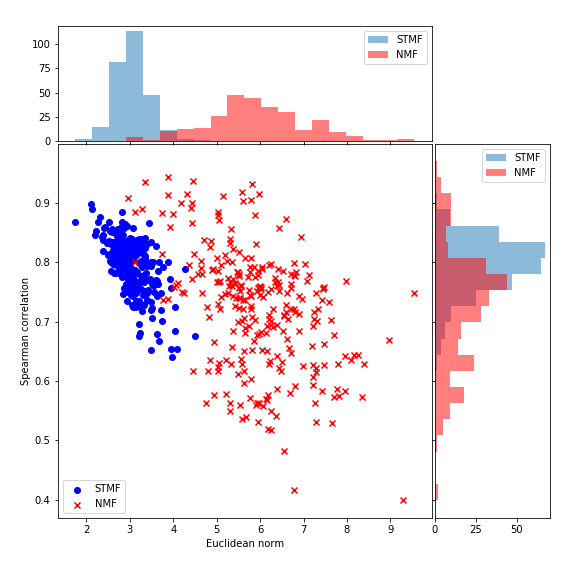 100
75
50
25
0
STMF
NMF
STMF
NMF
0.9
0.8
0.7
0.6
0.5
0.4
Spearman correlation
STMF
NMF
2 3 4 5 6 7 8 9
0 25 50
Euclidean norm